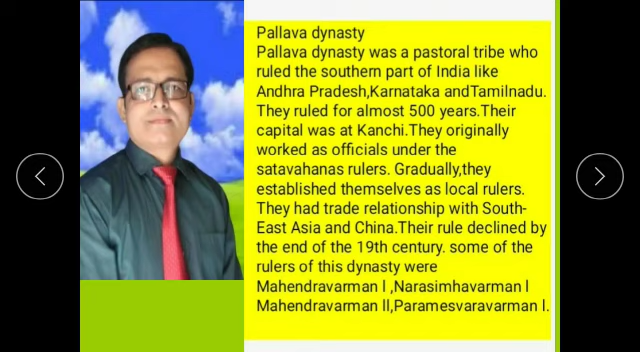 Pallava dynasty
Pallava dynasty was a pastoral tribe who
ruled the southern part of India like
Andhra Pradesh,Karnataka andTamilnadu.
They ruled for almost 500 years.Their
capital was at Kanchi.They originally
worked as officials under the
satavahanas rulers. Gradually,they
established themselves as local rulers.
They had trade relationship with South-
East Asia and China.Their rule declined by
the end of the 19th century. some of the
rulers of this dynasty were
Mahendravarman l ,Narasimhavarman l
Mahendravarman ll,Paramesvaravarman l.